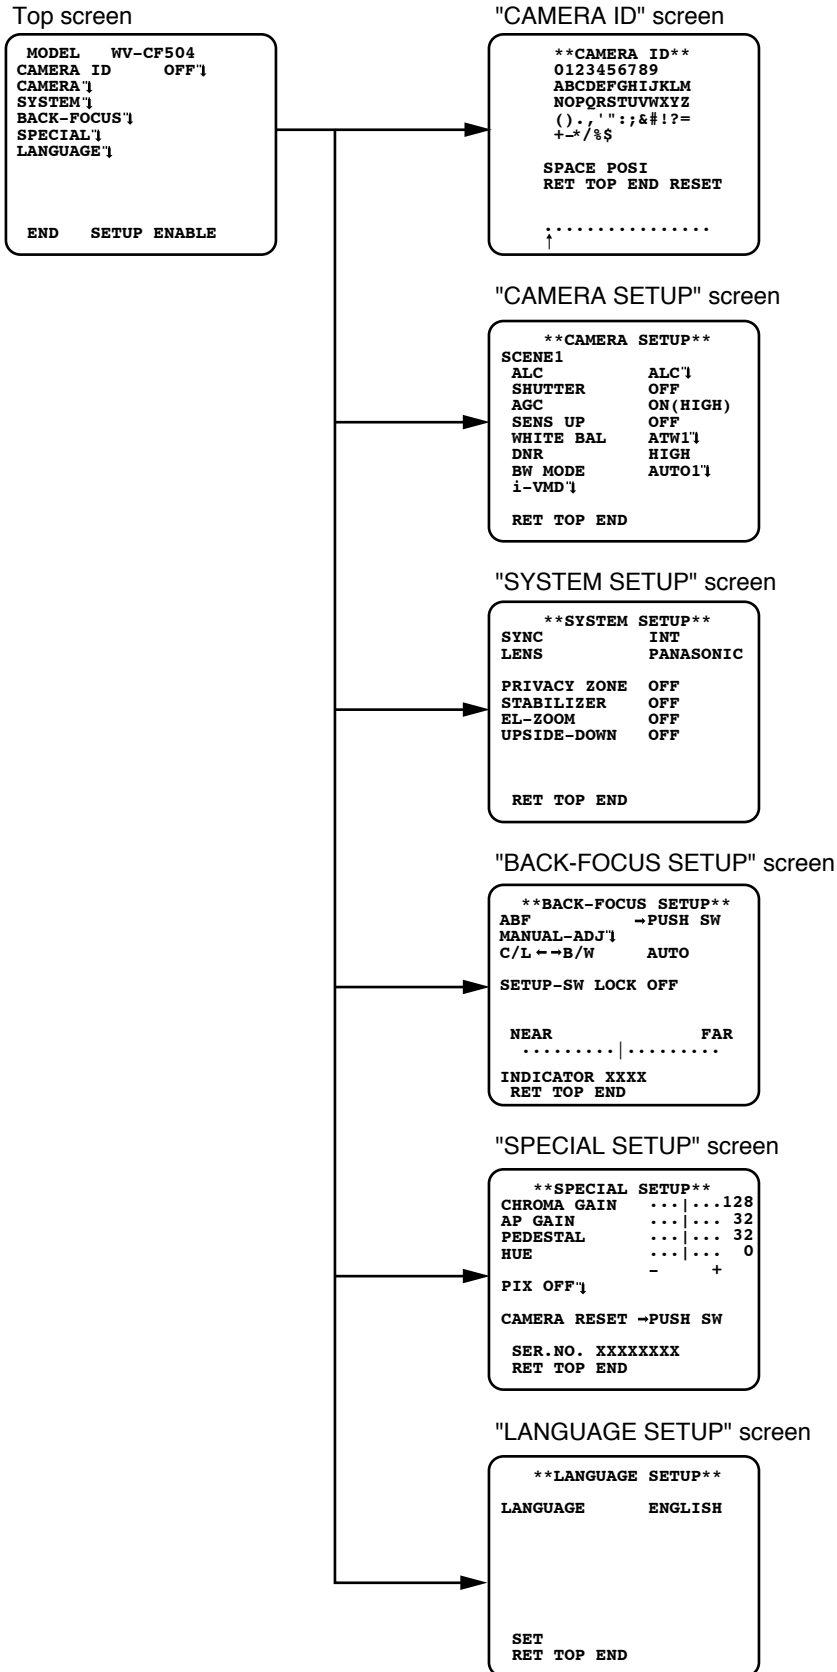 Top screen
MODEL WV-CF504
CAMERA ID OFF↓
CAMERA↓
SYSTEM↓
BACK-FOCUS↓
SPECIAL↓
LANGUAGE↓
END SETUP ENABLE
"CAMERA ID" screen
**CAMERA ID**
0123456789
ABCDEFGHIJKLM
NOPQRSTUVWXYZ
().,'":;&#!?=
+-*/%$
SPACE POSI
RET TOP END RESET
................
↑
"CAMERA SETUP" screen
**CAMERA SETUP**
SCENE1
ALC ALC↓
SHUTTER OFF
AGC ON(HIGH)
SENS UP OFF
WHITE BAL ATW1↓
DNR HIGH
BW MODE AUTO1↓
i-VMD↓
RET TOP END
"SYSTEM SETUP" screen
**SYSTEM SETUP**
SYNC INT
LENS PANASONIC
PRIVACY ZONE OFF
STABILIZER OFF
EL-ZOOM OFF
UPSIDE-DOWN OFF
RET TOP END
"BACK-FOCUS SETUP" screen
**BACK-FOCUS SETUP**
ABF →PUSH SW
MANUAL-ADJ↓
C/L←→B/W AUTO
SETUP-SW LOCK OFF
NEAR FAR
.........|.........
INDICATOR XXXX
RET TOP END
"SPECIAL SETUP" screen
**SPECIAL SETUP**
CHROMA GAIN ...|...128
AP GAIN ...|... 32
PEDESTAL ...|... 32
HUE ...|... 0
- +
PIX OFF↓
CAMERA RESET →PUSH SW
SER.NO. XXXXXXXX
RET TOP END
"LANGUAGE SETUP" screen
**LANGUAGE SETUP**
LANGUAGE ENGLISH
SET
RET TOP END